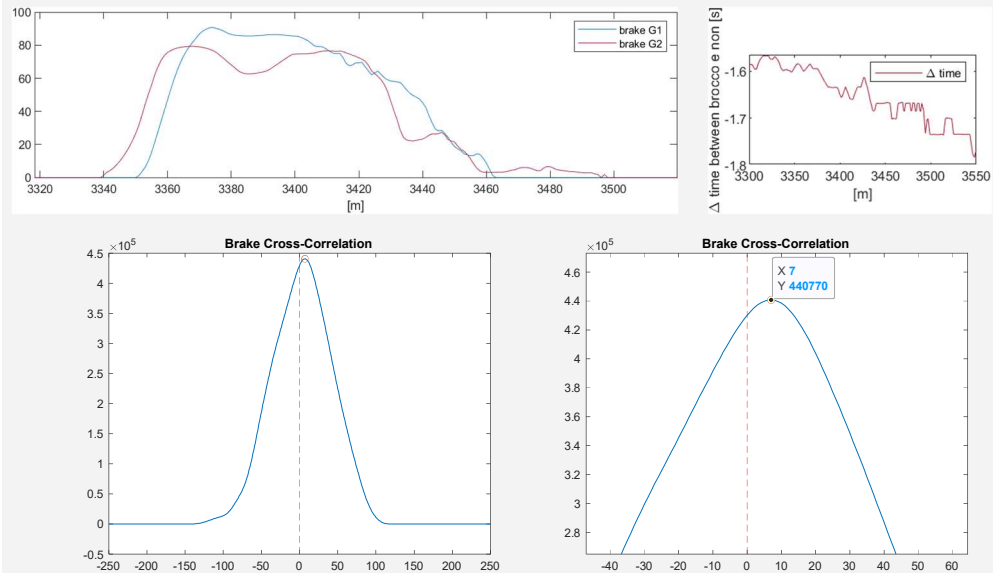 100
80
60
40
20
0
brake G1
brake G2
3320 3340 3360 3380 3400 3420 3440 3460 3480 3500
[m]
Δ time between brocco e non [s]
-1.6
-1.7
-1.8
Δ time
3300 3350 3400 3450 3500 3550
[m]
Brake Cross-Correlation
×10⁵
4.5
4
3.5
3
2.5
2
1.5
1
0.5
0
-0.5
-250 -200 -150 -100 -50 0 50 100 150 200 250
Brake Cross-Correlation
×10⁵
X 7
Y 440770
4.6
4.4
4.2
4
3.8
3.6
3.4
3.2
3
2.8
-40 -30 -20 -10 0 10 20 30 40 50 60